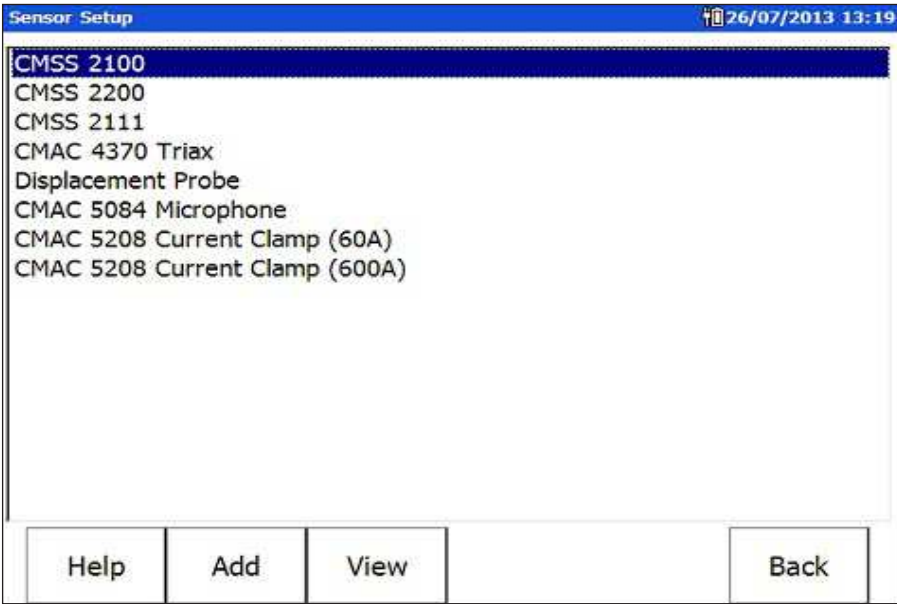 Sensor Setup 26/07/2013 13:19
CMSS 2100
CMSS 2200
CMSS 2111
CMAC 4370 Triax
Displacement Probe
CMAC 5084 Microphone
CMAC 5208 Current Clamp (60A)
CMAC 5208 Current Clamp (600A)
Help Add View Back